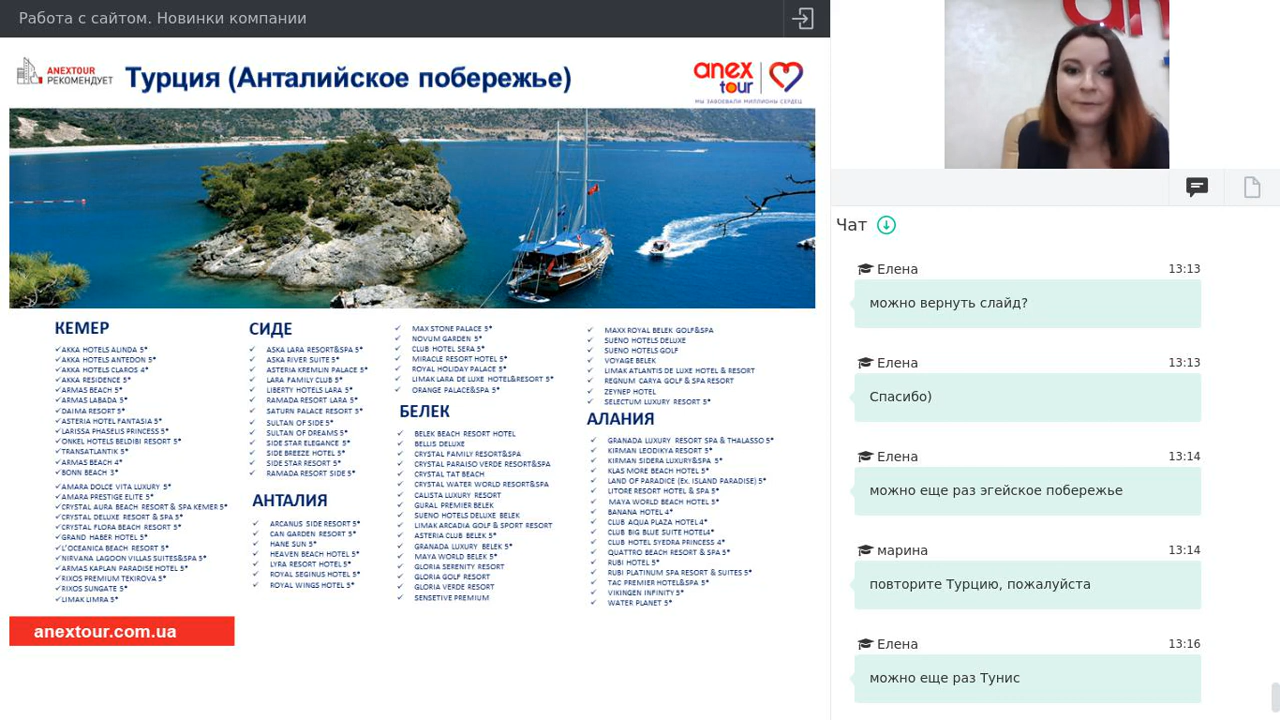 Работа с сайтом. Новинки компании
ANEXTOUR
РЕКОМЕНДУЕТ
Турция (Анталийское побережье)
anex
tour
МЫ ЗАВОЕВАЛИ МИЛЛИОНЫ СЕРДЕЦ
КЕМЕР
✓AKKA HOTELS ALINDA 5*
✓AKKA HOTELS ANTEDON 5*
✓AKKA HOTELS CLAROS 4*
✓AKKA RESIDENCE 5*
✓ARMAS BEACH 5*
✓ARMAS LABADA 5*
✓DAIMA RESORT 5*
✓ASTERIA HOTEL FANTASIA 5*
✓LARISSA PHASELIS PRINCESS 5*
✓ONKEL HOTELS BELDIBI RESORT 5*
✓TRANSATLANTIK 5*
✓ARMAS BEACH 4*
✓BONN BEACH 3*
✓AMARA DOLCE VITA LUXURY 5*
✓AMARA PRESTIGE ELITE 5*
✓CRYSTAL AURA BEACH RESORT & SPA KEMER 5*
✓CRYSTAL DELUXE RESORT & SPA 5*
✓CRYSTAL FLORA BEACH RESORT 5*
✓GRAND HABER HOTEL 5*
✓L'OCEANICA BEACH RESORT 5*
✓NIRVANA LAGOON VILLAS SUITES&SPA 5*
✓ARMAS KAPLAN PARADISE HOTEL 5*
✓RIXOS PREMIUM TEKIROVA 5*
✓RIXOS SUNGATE 5*
✓LIMAK LIMRA 5*
СИДЕ
✓ ASKA LARA RESORT&SPA 5*
✓ ASKA RIVER SUITE 5*
✓ ASTERIA KREMLIN PALACE 5*
✓ LARA FAMILY CLUB 5*
✓ LIBERTY HOTELS LARA 5*
✓ RAMADA RESORT LARA 5*
✓ SATURN PALACE RESORT 5*
✓ SULTAN OF SIDE 5*
✓ SULTAN OF DREAMS 5*
✓ SIDE STAR ELEGANCE 5*
✓ SIDE BREEZE HOTEL 5*
✓ SIDE STAR RESORT 5*
✓ RAMADA RESORT SIDE 5*
АНТАЛИЯ
✓ ARCANUS SIDE RESORT 5*
✓ CAN GARDEN RESORT 5*
✓ HANE SUN 5*
✓ HEAVEN BEACH HOTEL 5*
✓ LYRA RESORT HOTEL 5*
✓ ROYAL SEGINUS HOTEL 5*
✓ ROYAL WINGS HOTEL 5*
✓ MAX STONE PALACE 5*
✓ NOVUM GARDEN 5*
✓ CLUB HOTEL SERA 5*
✓ MIRACLE RESORT HOTEL 5*
✓ ROYAL HOLIDAY PALACE 5*
✓ LIMAK LARA DE LUXE HOTEL&RESORT 5*
✓ ORANGE PALACE&SPA 5*
БЕЛЕК
✓ BELEK BEACH RESORT HOTEL
✓ BELLIS DELUXE
✓ CRYSTAL FAMILY RESORT&SPA
✓ CRYSTAL PARAISO VERDE RESORT&SPA
✓ CRYSTAL TAT BEACH
✓ CRYSTAL WATER WORLD RESORT&SPA
✓ CALISTA LUXURY RESORT
✓ GURAL PREMIER BELEK
✓ SUENO HOTELS DELUXE BELEK
✓ LIMAK ARCADIA GOLF & SPORT RESORT
✓ ASTERIA CLUB BELEK 5*
✓ GRANADA LUXURY BELEK 5*
✓ MAYA WORLD BELEK 5*
✓ GLORIA SERENITY RESORT
✓ GLORIA GOLF RESORT
✓ GLORIA VERDE RESORT
✓ SENSETIVE PREMIUM
✓ MAXX ROYAL BELEK GOLF&SPA
✓ SUENO HOTELS DELUXE
✓ SUENO HOTELS GOLF
✓ VOYAGE BELEK
✓ LIMAK ATLANTIS DE LUXE HOTEL & RESORT
✓ REGNUM CARYA GOLF & SPA RESORT
✓ ZEYNEP HOTEL
✓ SELECTUM LUXURY RESORT 5*
АЛАНИЯ
✓ GRANADA LUXURY RESORT SPA & THALASSO 5*
✓ KIRMAN LEODIKYA RESORT 5*
✓ KIRMAN SIDERA LUXURY&SPA 5*
✓ KLAS MORE BEACH HOTEL 5*
✓ LAND OF PARADICE (Ex. ISLAND PARADISE) 5*
✓ LITORE RESORT HOTEL & SPA 5*
✓ MAYA WORLD BEACH HOTEL 5*
✓ BANANA HOTEL 4*
✓ CLUB AQUA PLAZA HOTEL 4*
✓ CLUB BIG BLUE SUITE HOTEL4*
✓ CLUB HOTEL SYEDRA PRINCESS 4*
✓ QUATTRO BEACH RESORT & SPA 5*
✓ RUBI HOTEL 5*
✓ RUBI PLATINUM SPA RESORT & SUITES 5*
✓ TAC PREMIER HOTEL&SPA 5*
✓ VIKINGEN INFINITY 5*
✓ WATER PLANET 5*
anextour.com.ua
Чат
Елена 13:13
можно вернуть слайд?
Елена 13:13
Спасибо)
Елена 13:14
можно еще раз эгейское побережье
марина 13:14
повторите Турцию, пожалуйста
Елена 13:16
можно еще раз Тунис